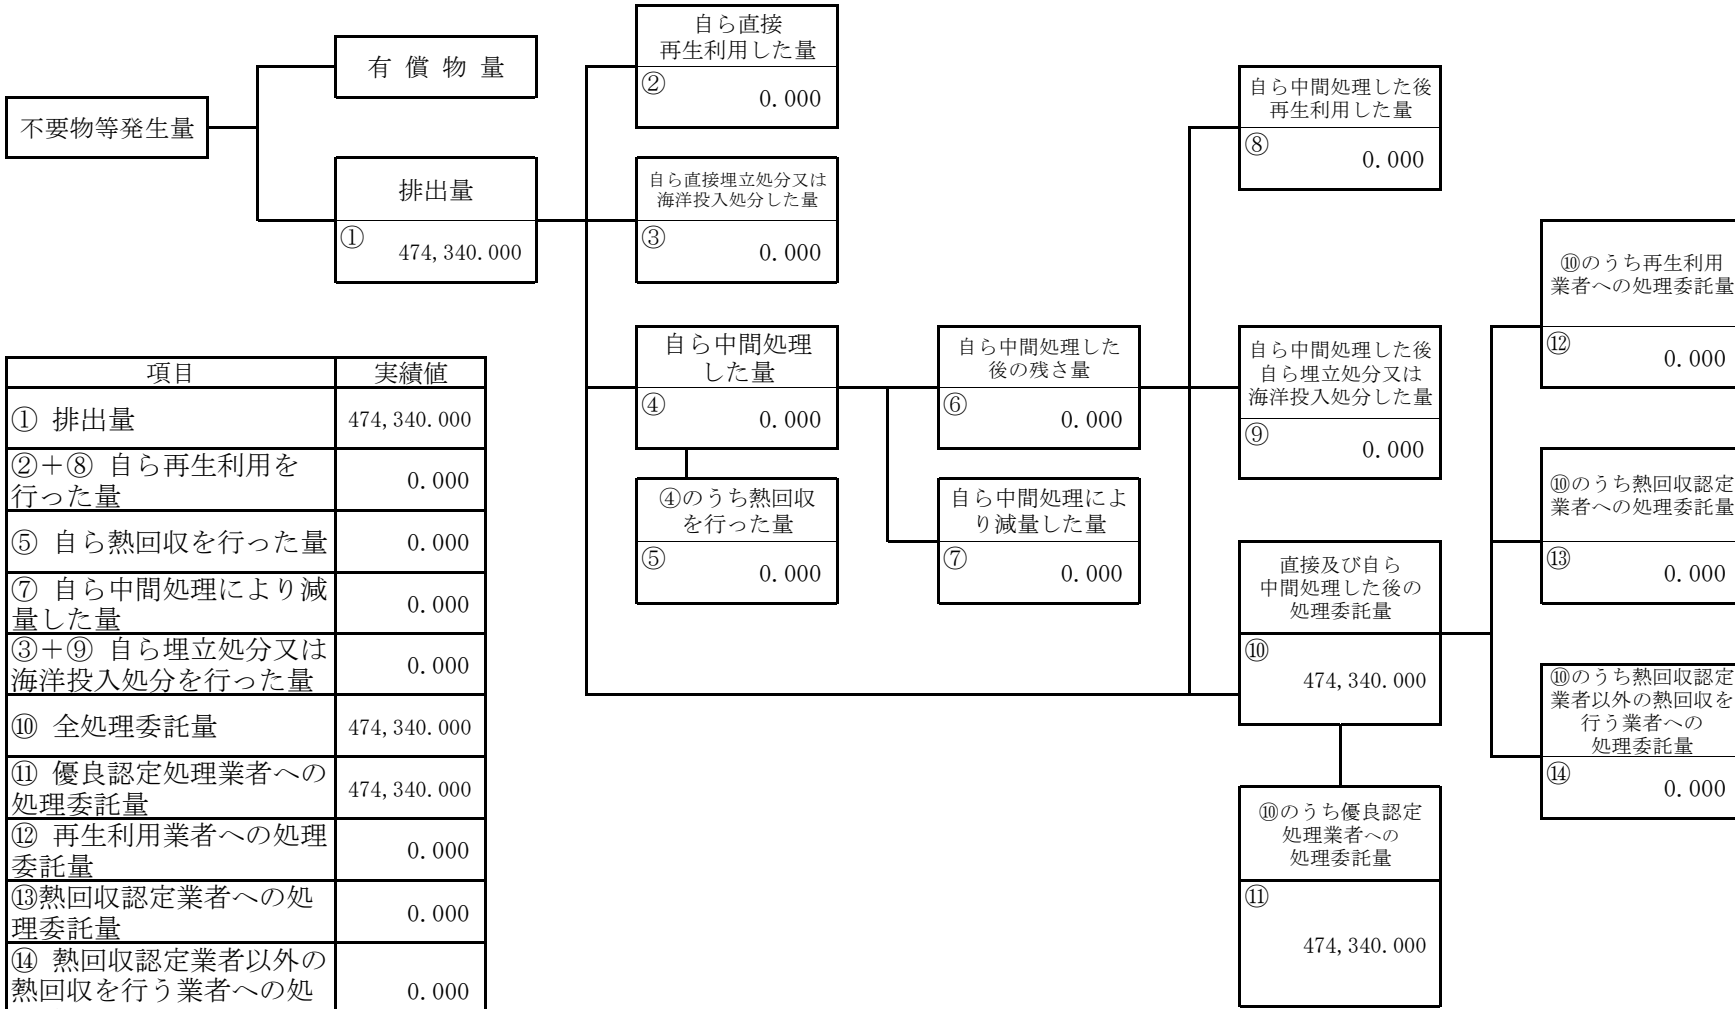 不要物等発生量
有 償 物 量
排出量
①
474,340.000
自ら直接
再生利用した量
②
0.000
自ら直接埋立処分又は
海洋投入処分した量
③
0.000
自ら中間処理
した量
④
0.000
④のうち熱回収
を行った量
⑤
0.000
自ら中間処理した
後の残さ量
⑥
0.000
自ら中間処理によ
り減量した量
⑦
0.000
自ら中間処理した後
再生利用した量
⑧
0.000
自ら中間処理した後
自ら埋立処分又は
海洋投入処分した量
⑨
0.000
直接及び自ら
中間処理した後の
処理委託量
⑩
474,340.000
⑩のうち優良認定
処理業者への
処理委託量
⑪
474,340.000
⑩のうち再生利用
業者への処理委託量
⑫
0.000
⑩のうち熱回収認定
業者への処理委託量
⑬
0.000
⑩のうち熱回収認定
業者以外の熱回収を
行う業者への
処理委託量
⑭
0.000
項目 実績値
① 排出量 474,340.000
②+⑧ 自ら再生利用を
行った量 0.000
⑤ 自ら熱回収を行った量 0.000
⑦ 自ら中間処理により減
量した量 0.000
③+⑨ 自ら埋立処分又は
海洋投入処分を行った量 0.000
⑩ 全処理委託量 474,340.000
⑪ 優良認定処理業者への
処理委託量 474,340.000
⑫ 再生利用業者への処理
委託量 0.000
⑬熱回収認定業者への処
理委託量 0.000
⑭ 熱回収認定業者以外の
熱回収を行う業者への処 0.000